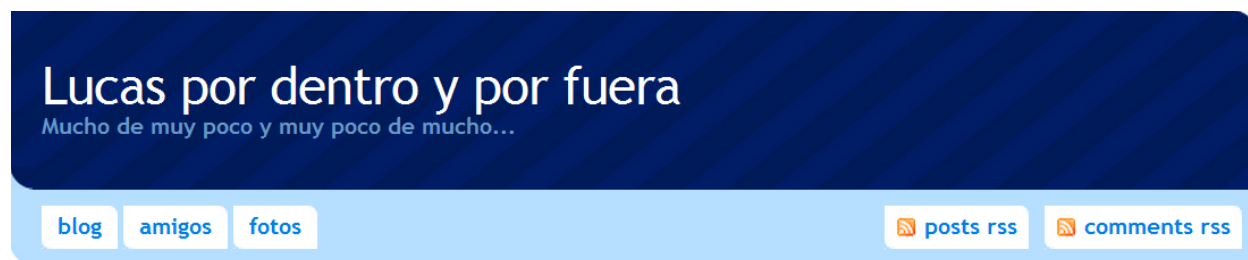 Lucas por dentro y por fuera
Mucho de muy poco y muy poco de mucho...
blog amigos fotos posts rss comments rss